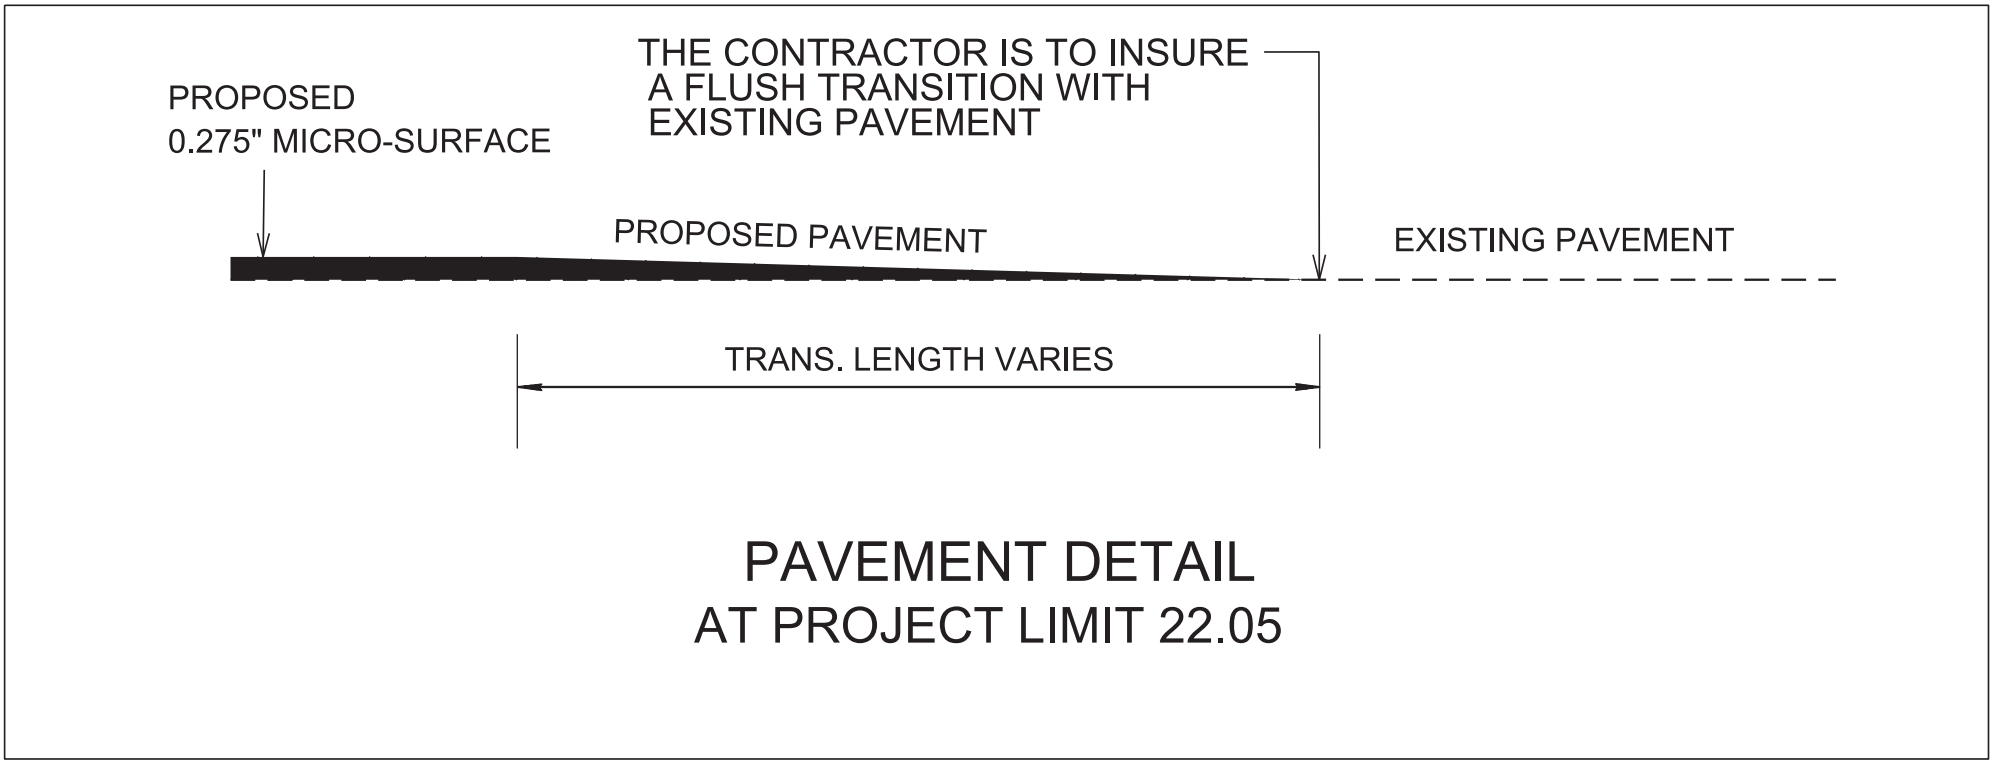 PROPOSED
0.275" MICRO-SURFACE
THE CONTRACTOR IS TO INSURE
A FLUSH TRANSITION WITH
EXISTING PAVEMENT
PROPOSED PAVEMENT
EXISTING PAVEMENT
TRANS. LENGTH VARIES
PAVEMENT DETAIL
AT PROJECT LIMIT 22.05